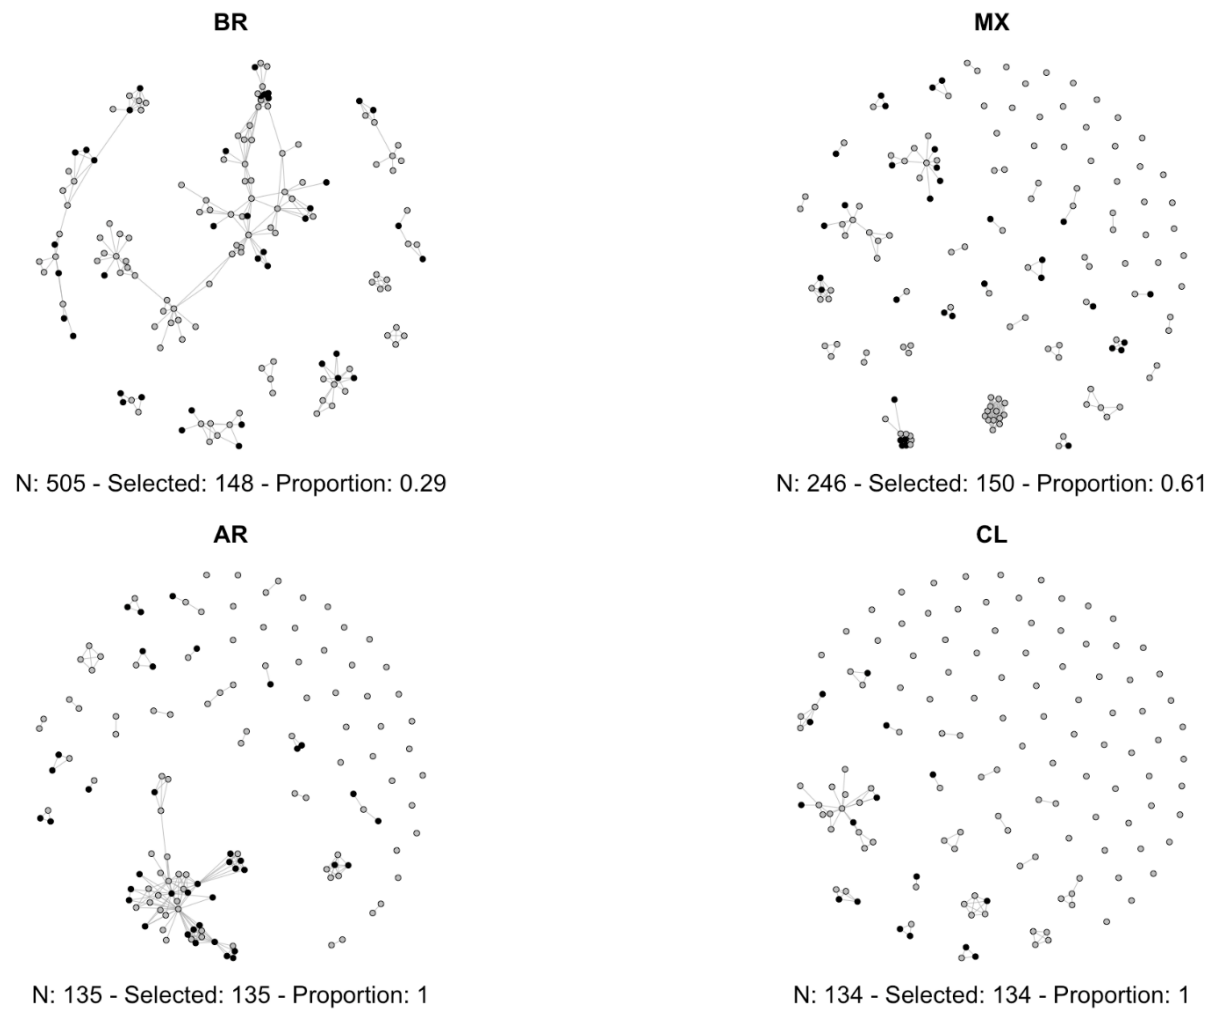 BR
MX
N: 505 - Selected: 148 - Proportion: 0.29
N: 246 - Selected: 150 - Proportion: 0.61
AR
CL
N: 135 - Selected: 135 - Proportion: 1
N: 134 - Selected: 134 - Proportion: 1